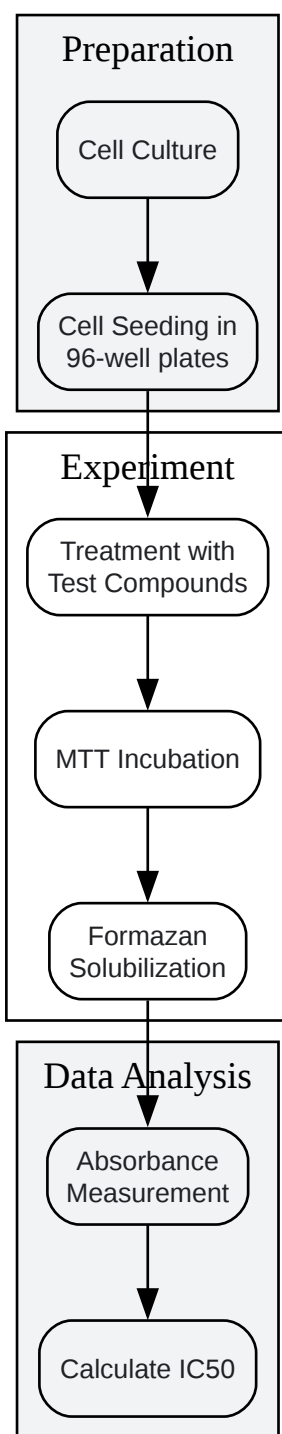 Preparation
Cell Culture
Cell Seeding in
96-well plates
Experiment
Treatment with
Test Compounds
MTT Incubation
Formazan
Solubilization
Data Analysis
Absorbance
Measurement
Calculate IC50